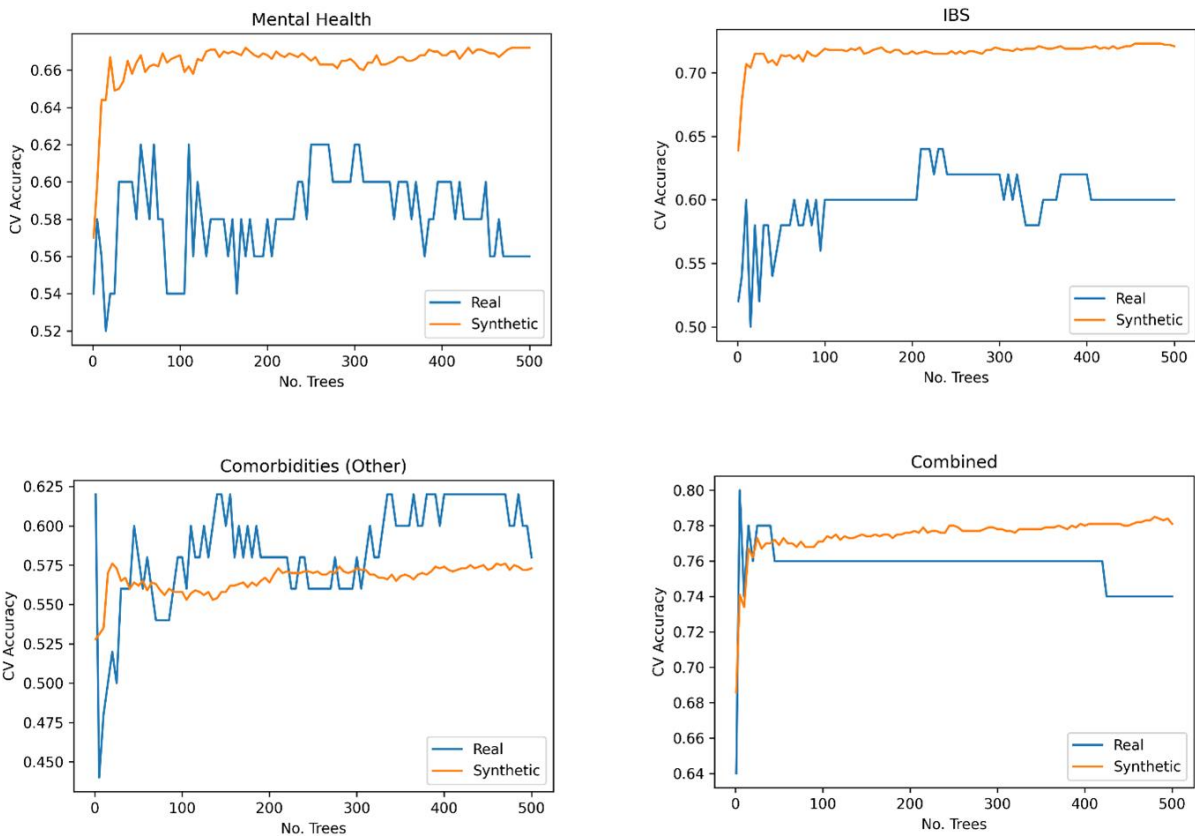 Mental Health
0.66
0.64
0.62
0.60
0.58
0.56
0.54
0.52
CV Accuracy
Real
Synthetic
0 100 200 300 400 500
No. Trees
IBS
0.70
0.65
0.60
0.55
0.50
CV Accuracy
Real
Synthetic
0 100 200 300 400 500
No. Trees
Comorbidities (Other)
0.625
0.600
0.575
0.550
0.525
0.500
0.475
0.450
CV Accuracy
Real
Synthetic
0 100 200 300 400 500
No. Trees
Combined
0.80
0.78
0.76
0.74
0.72
0.70
0.68
0.66
0.64
CV Accuracy
Real
Synthetic
0 100 200 300 400 500
No. Trees